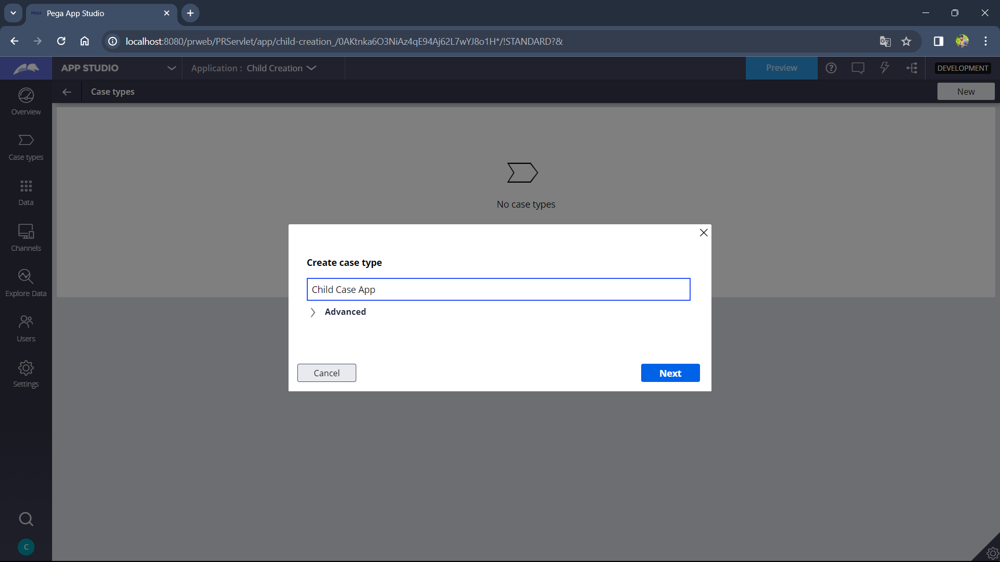 PEGA Pega App Studio
localhost:8080/prweb/PRServlet/app/child-creation_/0AKtnka6O3NiAz4qE94Aj62L7wYJ8o1H*/!STANDARD?&
APP STUDIO
Application : Child Creation
Preview
DEVELOPMENT
Case types
New
Overview
Case types
Data
Channels
Explore Data
Users
Settings
C
No case types
Create case type
Child Case App
Advanced
Cancel
Next